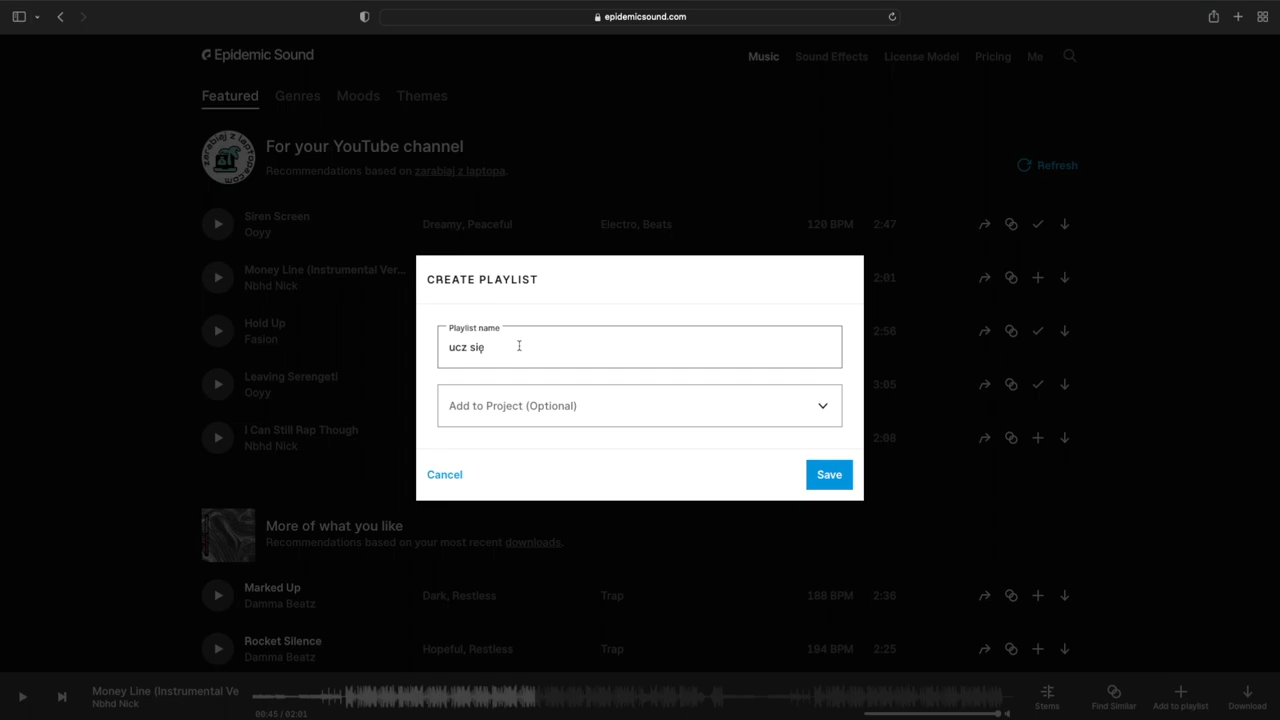 epidemicsound.com
Epidemic Sound
Music Sound Effects License Model Pricing Me
Featured Genres Moods Themes
zarabiaj z laptopa.com
For your YouTube channel
Recommendations based on zarabiaj z laptopa.
Refresh
Siren Screen
Ooyy
Dreamy, Peaceful Electro, Beats 120 BPM 2:47
Money Line (Instrumental Ver...
Nbhd Nick
2:01
Hold Up
Fasion
2:56
Leaving Serengeti
Ooyy
3:05
I Can Still Rap Though
Nbhd Nick
2:08
CREATE PLAYLIST
Playlist name
ucz się
Add to Project (Optional)
Cancel Save
More of what you like
Recommendations based on your most recent downloads.
Marked Up
Damma Beatz
Dark, Restless Trap 188 BPM 2:36
Rocket Silence
Damma Beatz
Hopeful, Restless Trap 194 BPM 2:25
Money Line (Instrumental Ve
Nbhd Nick
00:45 / 02:01
Stems Find Similar Add to playlist Download